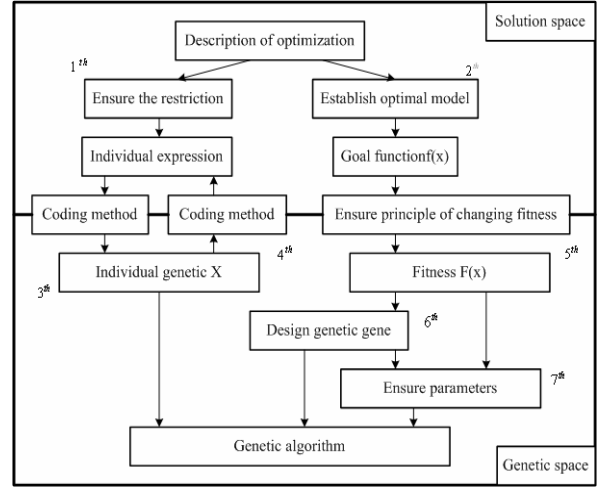 Solution space
Description of optimization
1th
2th
Ensure the restriction
Establish optimal model
Individual expression
Goal functionf(x)
Coding method
Coding method
Ensure principle of changing fitness
4th
5th
Individual genetic X
Fitness F(x)
3th
6th
Design genetic gene
7th
Ensure parameters
Genetic algorithm
Genetic space